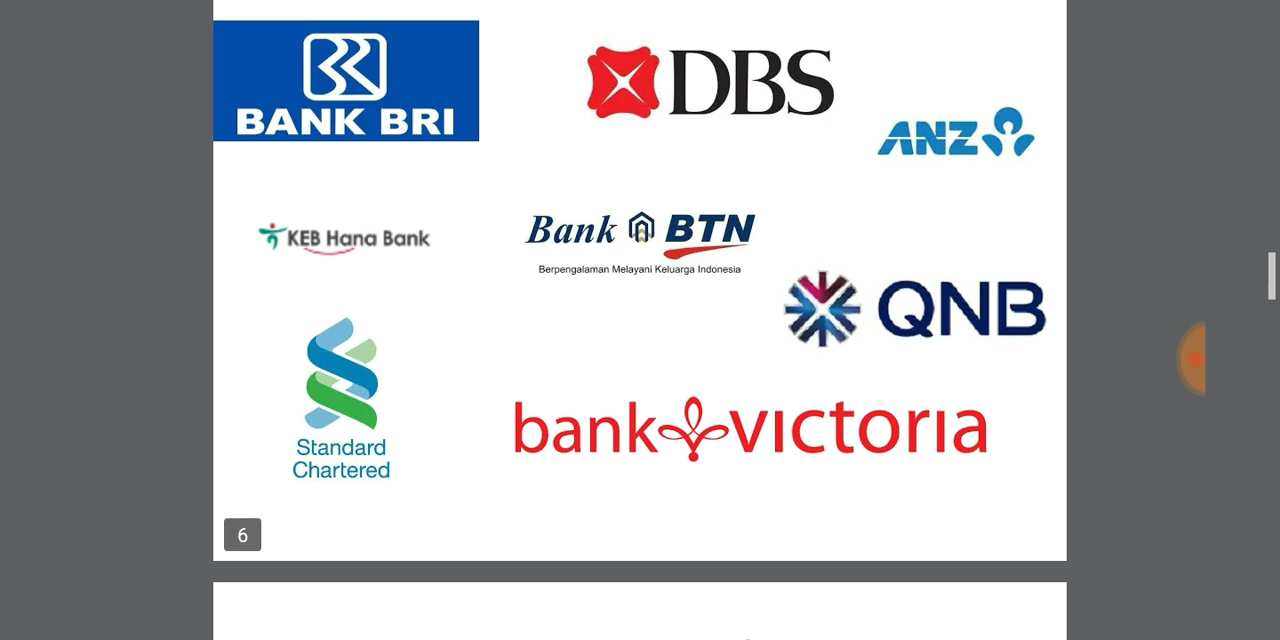 BANK BRI
DBS
ANZ
KEB Hana Bank
Bank BTN
Berpengalaman Melayani Keluarga Indonesia
QNB
Standard
Chartered
bank victoria
6